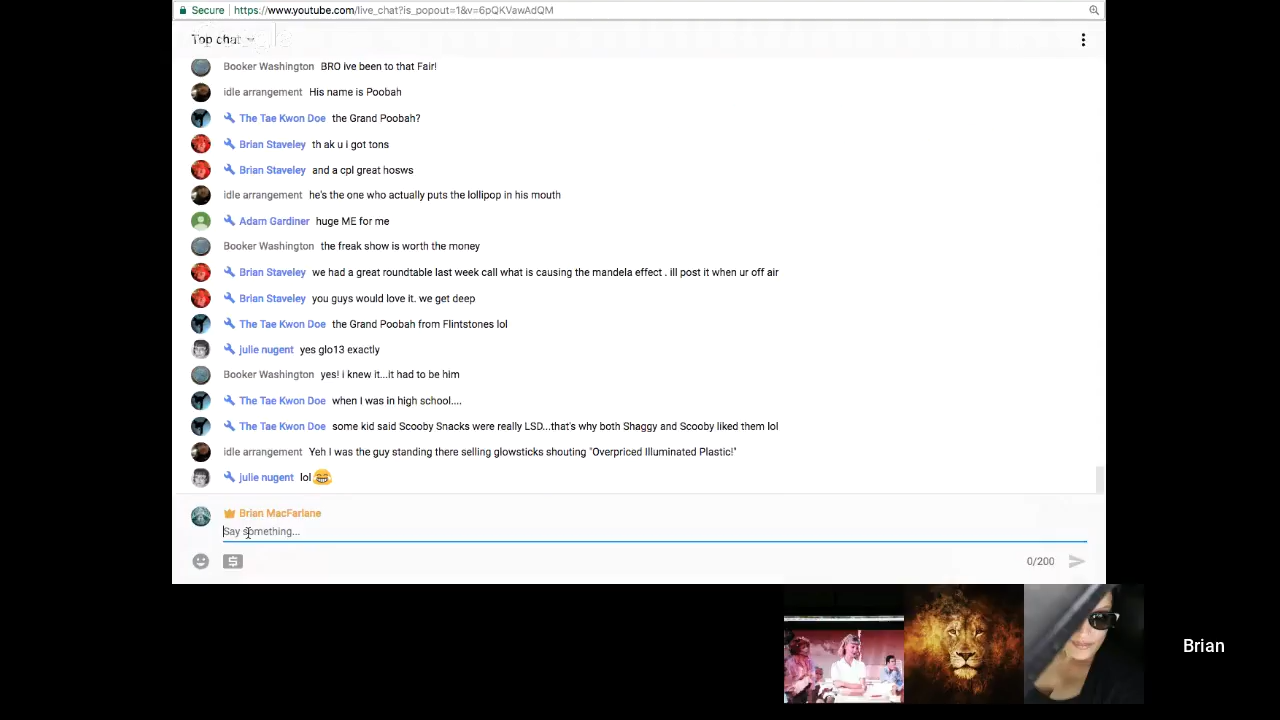 Secure https://www.youtube.com/live_chat?is_popout=1&v=6pQKVawAdQM
Top chat
Booker Washington BRO ive been to that Fair!
idle arrangement His name is Poobah
The Tae Kwon Doe the Grand Poobah?
Brian Staveley th ak u i got tons
Brian Staveley and a cpl great hosws
idle arrangement he's the one who actually puts the lollipop in his mouth
Adam Gardiner huge ME for me
Booker Washington the freak show is worth the money
Brian Staveley we had a great roundtable last week call what is causing the mandela effect . ill post it when ur off air
Brian Staveley you guys would love it. we get deep
The Tae Kwon Doe the Grand Poobah from Flintstones lol
julie nugent yes glo13 exactly
Booker Washington yes! i knew it...it had to be him
The Tae Kwon Doe when I was in high school....
The Tae Kwon Doe some kid said Scooby Snacks were really LSD...that's why both Shaggy and Scooby liked them lol
idle arrangement Yeh I was the guy standing there selling glowsticks shouting "Overpriced Illuminated Plastic!"
julie nugent lol😂
Brian MacFarlane
Say something...
0/200
Brian